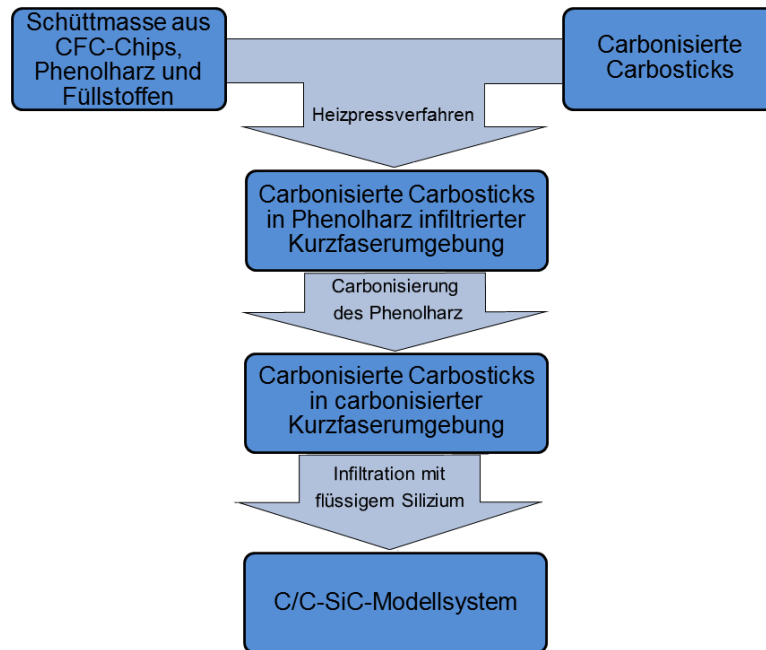 Schüttmasse aus
CFC-Chips,
Phenolharz und
Füllstoffen
Carbonisierte
Carbosticks
Heizpressverfahren
Carbonisierte Carbosticks
in Phenolharz infiltrierter
Kurzfaserumgebung
Carbonisierung
des Phenolharz
Carbonisierte Carbosticks
in carbonisierter
Kurzfaserumgebung
Infiltration mit
flüssigem Silizium
C/C-SiC-Modellsystem